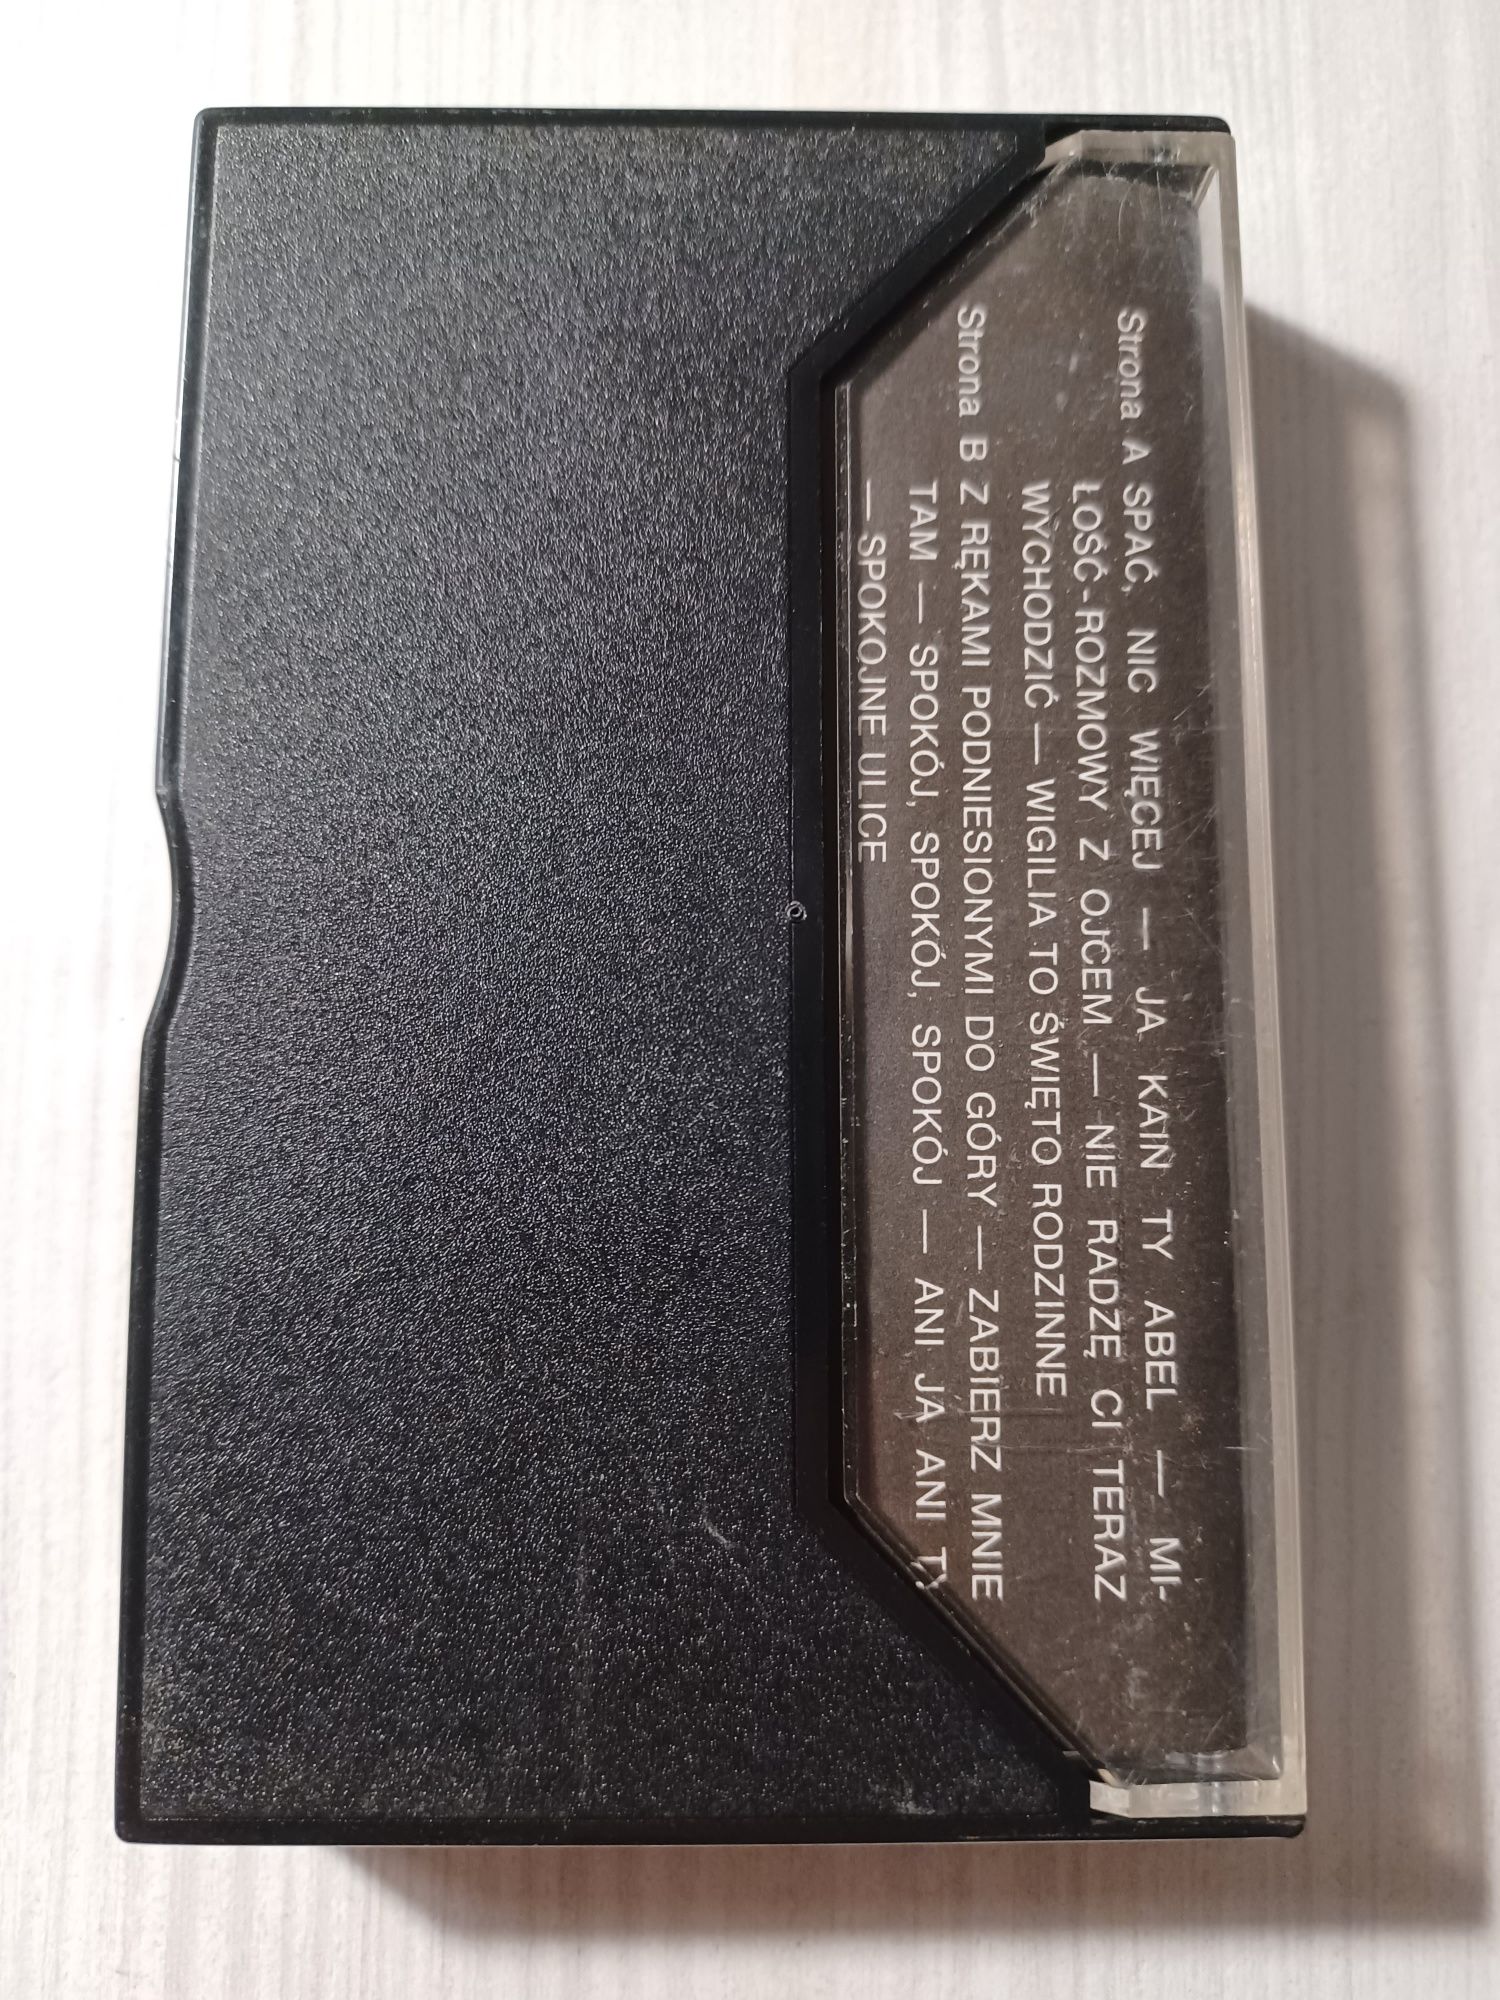 Strona A SPAĆ, NIC WIĘCEJ — JA KAIN TY ABEL — MI-
ŁOŚĆ-ROZMOWY Z OJCEM — NIE RADZĘ CI TERAZ
WYCHODZIĆ — WIGILIA TO ŚWIĘTO RODZINNE
Strona B Z RĘKAMI PODNIESIONYMI DO GÓRY — ZABIERZ MNIE
TAM — SPOKÓJ, SPOKÓJ, SPOKÓJ — ANI JA ANI TY
— SPOKOJNE ULICE